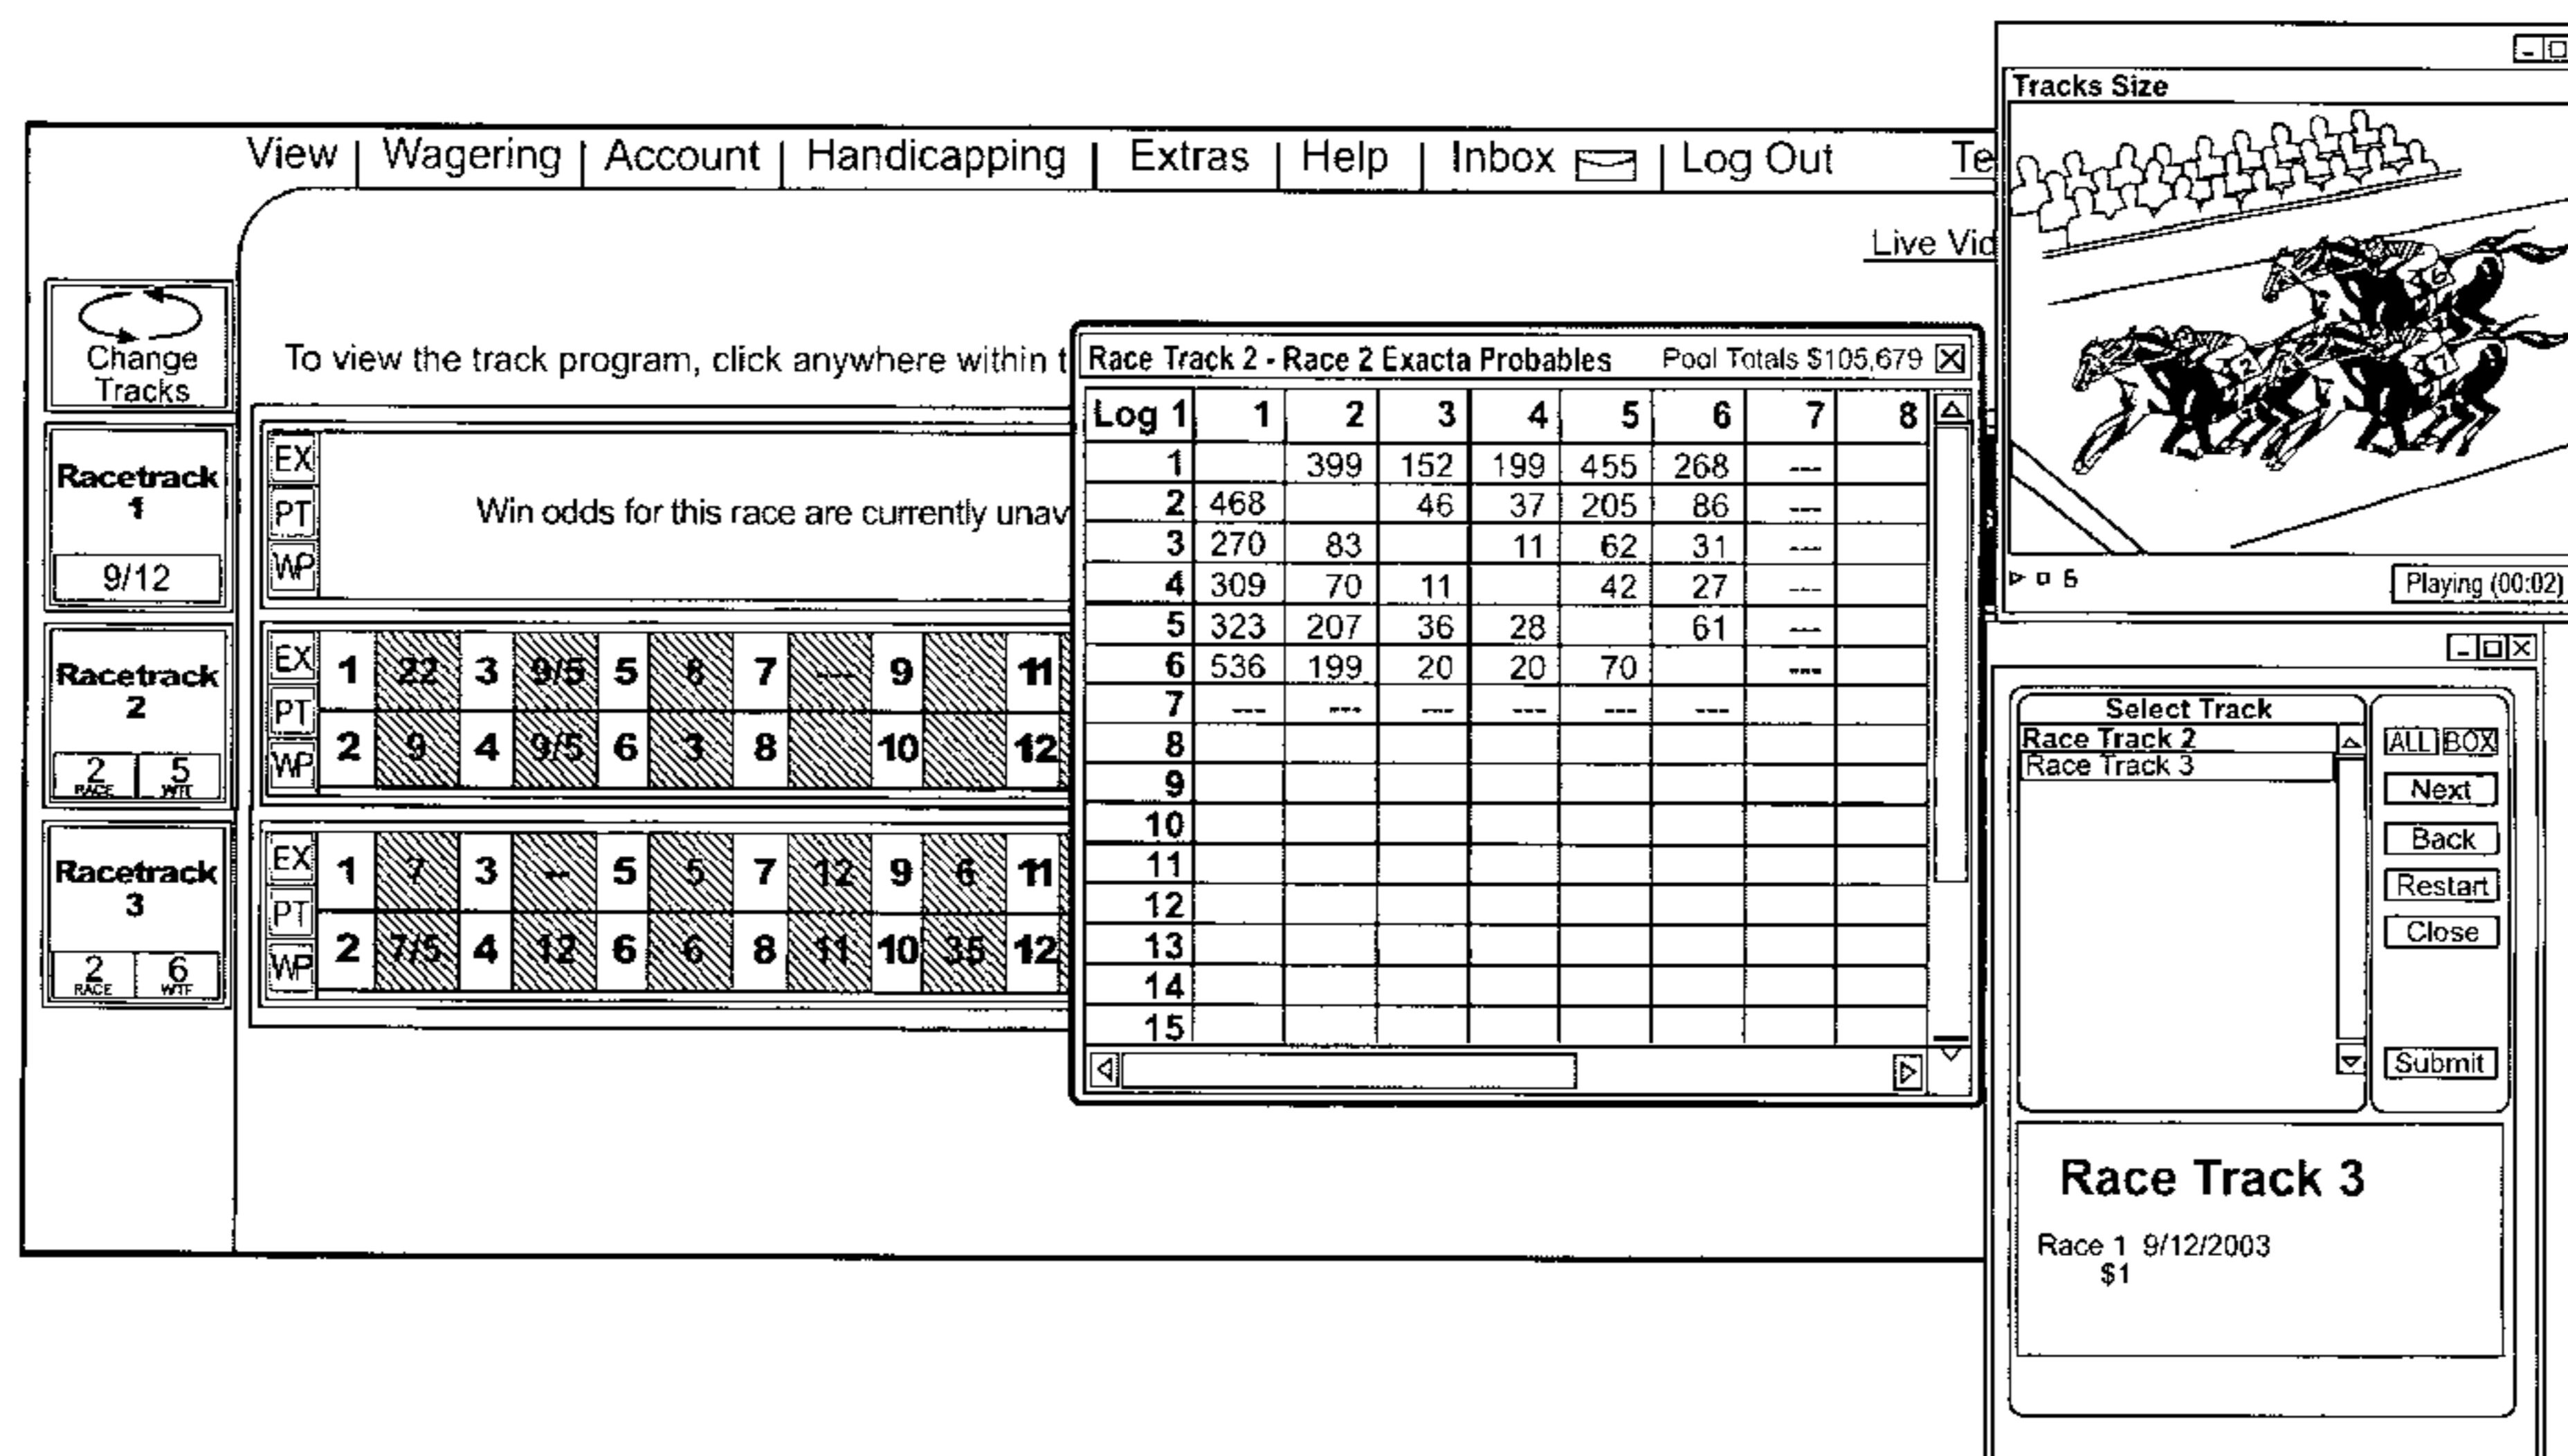 Tracks Size
View | Wagering | Account | Handicapping | Extras | Help | Inbox | Log Out Te
Live Vid
Change
Tracks
To view the track program, click anywhere within t
Racetrack
1
9/12
EX
PT
WP
Win odds for this race are currently unav
Racetrack
2
2 5
RACE WTF
EX
PT
WP
1 22 3 9/5 5 8 7 --- 9 11
2 9 4 9/5 6 3 8 10 12
Racetrack
3
2 6
RACE WTF
EX
PT
WP
1 7 3 -- 5 5 7 12 9 6 11
2 7/5 4 12 6 6 8 11 10 35 12
Race Track 2 - Race 2 Exacta Probables Pool Totals $105,679
Log 1 1 2 3 4 5 6 7 8
1 399 152 199 455 268 ---
2 468 46 37 205 86 ---
3 270 83 11 62 31 ---
4 309 70 11 42 27 ---
5 323 207 36 28 61 ---
6 536 199 20 20 70 ---
7 --- --- --- --- --- ---
8
9
10
11
12
13
14
15
6
2
7
Playing (00:02)
Select Track
Race Track 2
Race Track 3
ALL BOX
Next
Back
Restart
Close
Submit
Race Track 3
Race 1 9/12/2003
$1